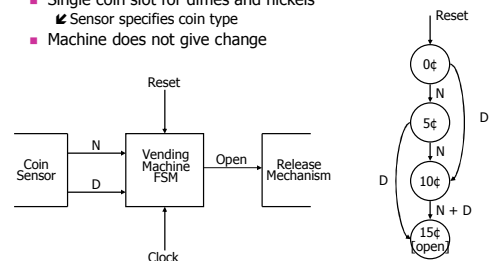 Single coin slot for dimes and nickels
Sensor specifies coin type
Machine does not give change
Reset
Coin
Sensor
N
D
Vending
Machine
FSM
Open
Release
Mechanism
Clock
Reset
0¢
N
D
5¢
N
D
10¢
N + D
15¢
[open]